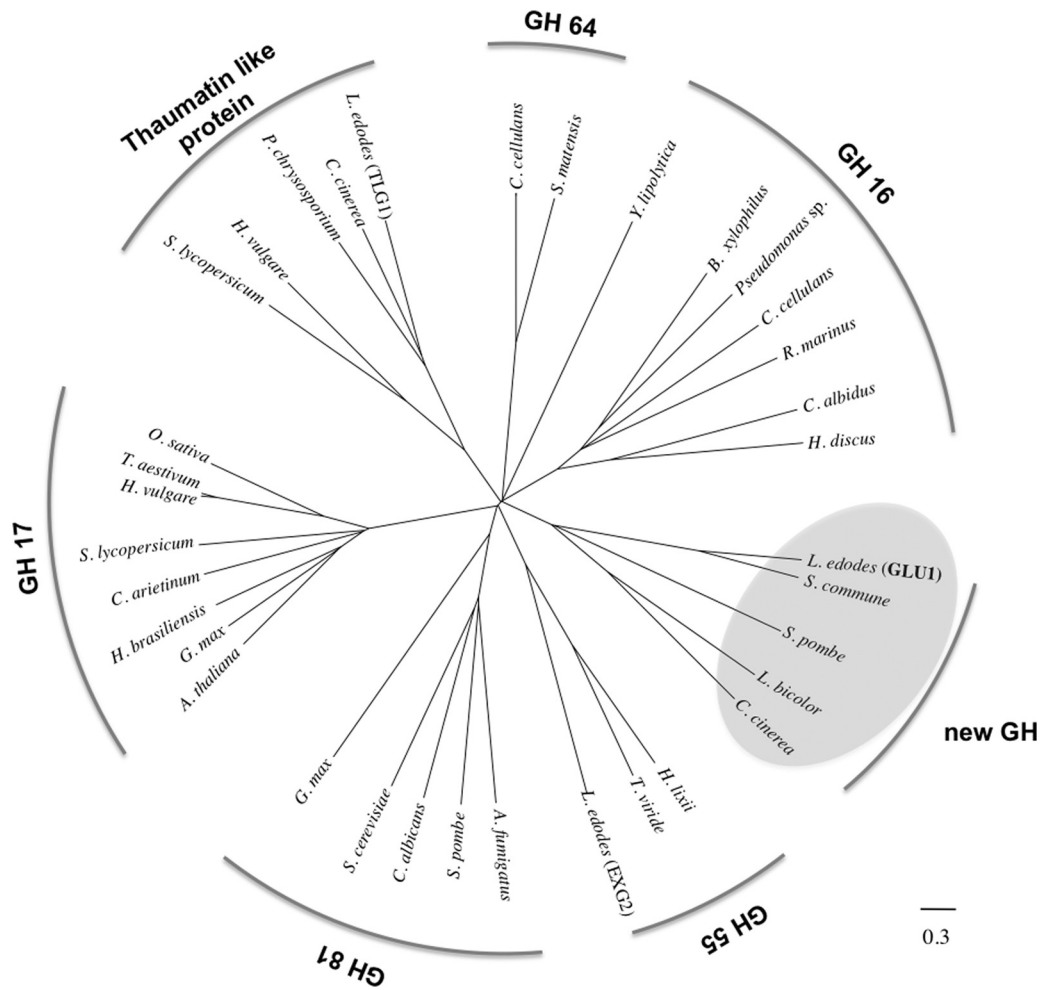 GH 64
Thaumatin like
protein
L. edodes (TLG1)
C. cinerea
P. chrysosporium
H. vulgare
S. lycopersicum
C. cellulans
S. matensis
Y. lipolytica
GH 16
B. xylophilus
Pseudomonas sp.
C. cellulans
R. marinus
C. albidus
H. discus
GH 17
O. sativa
T. aestivum
H. vulgare
S. lycopersicum
C. arietinum
H. brasiliensis
G. max
A. thaliana
L. edodes (GLU1)
S. commune
S. pombe
L. bicolor
C. cinerea
new GH
G. max
S. cerevisiae
C. albicans
S. pombe
A. fumigatus
GH 81
L. edodes (EXG2)
T. viride
H. lixii
GH 55
0.3